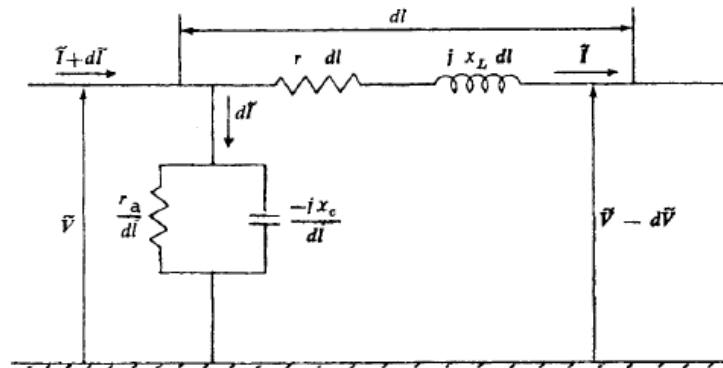 dl
Ĩ+dĨ
r dl
j x_L dl
Ĩ
dĨ
r_a
dl
-j x_c
dl
Ṽ
Ṽ - dṼ